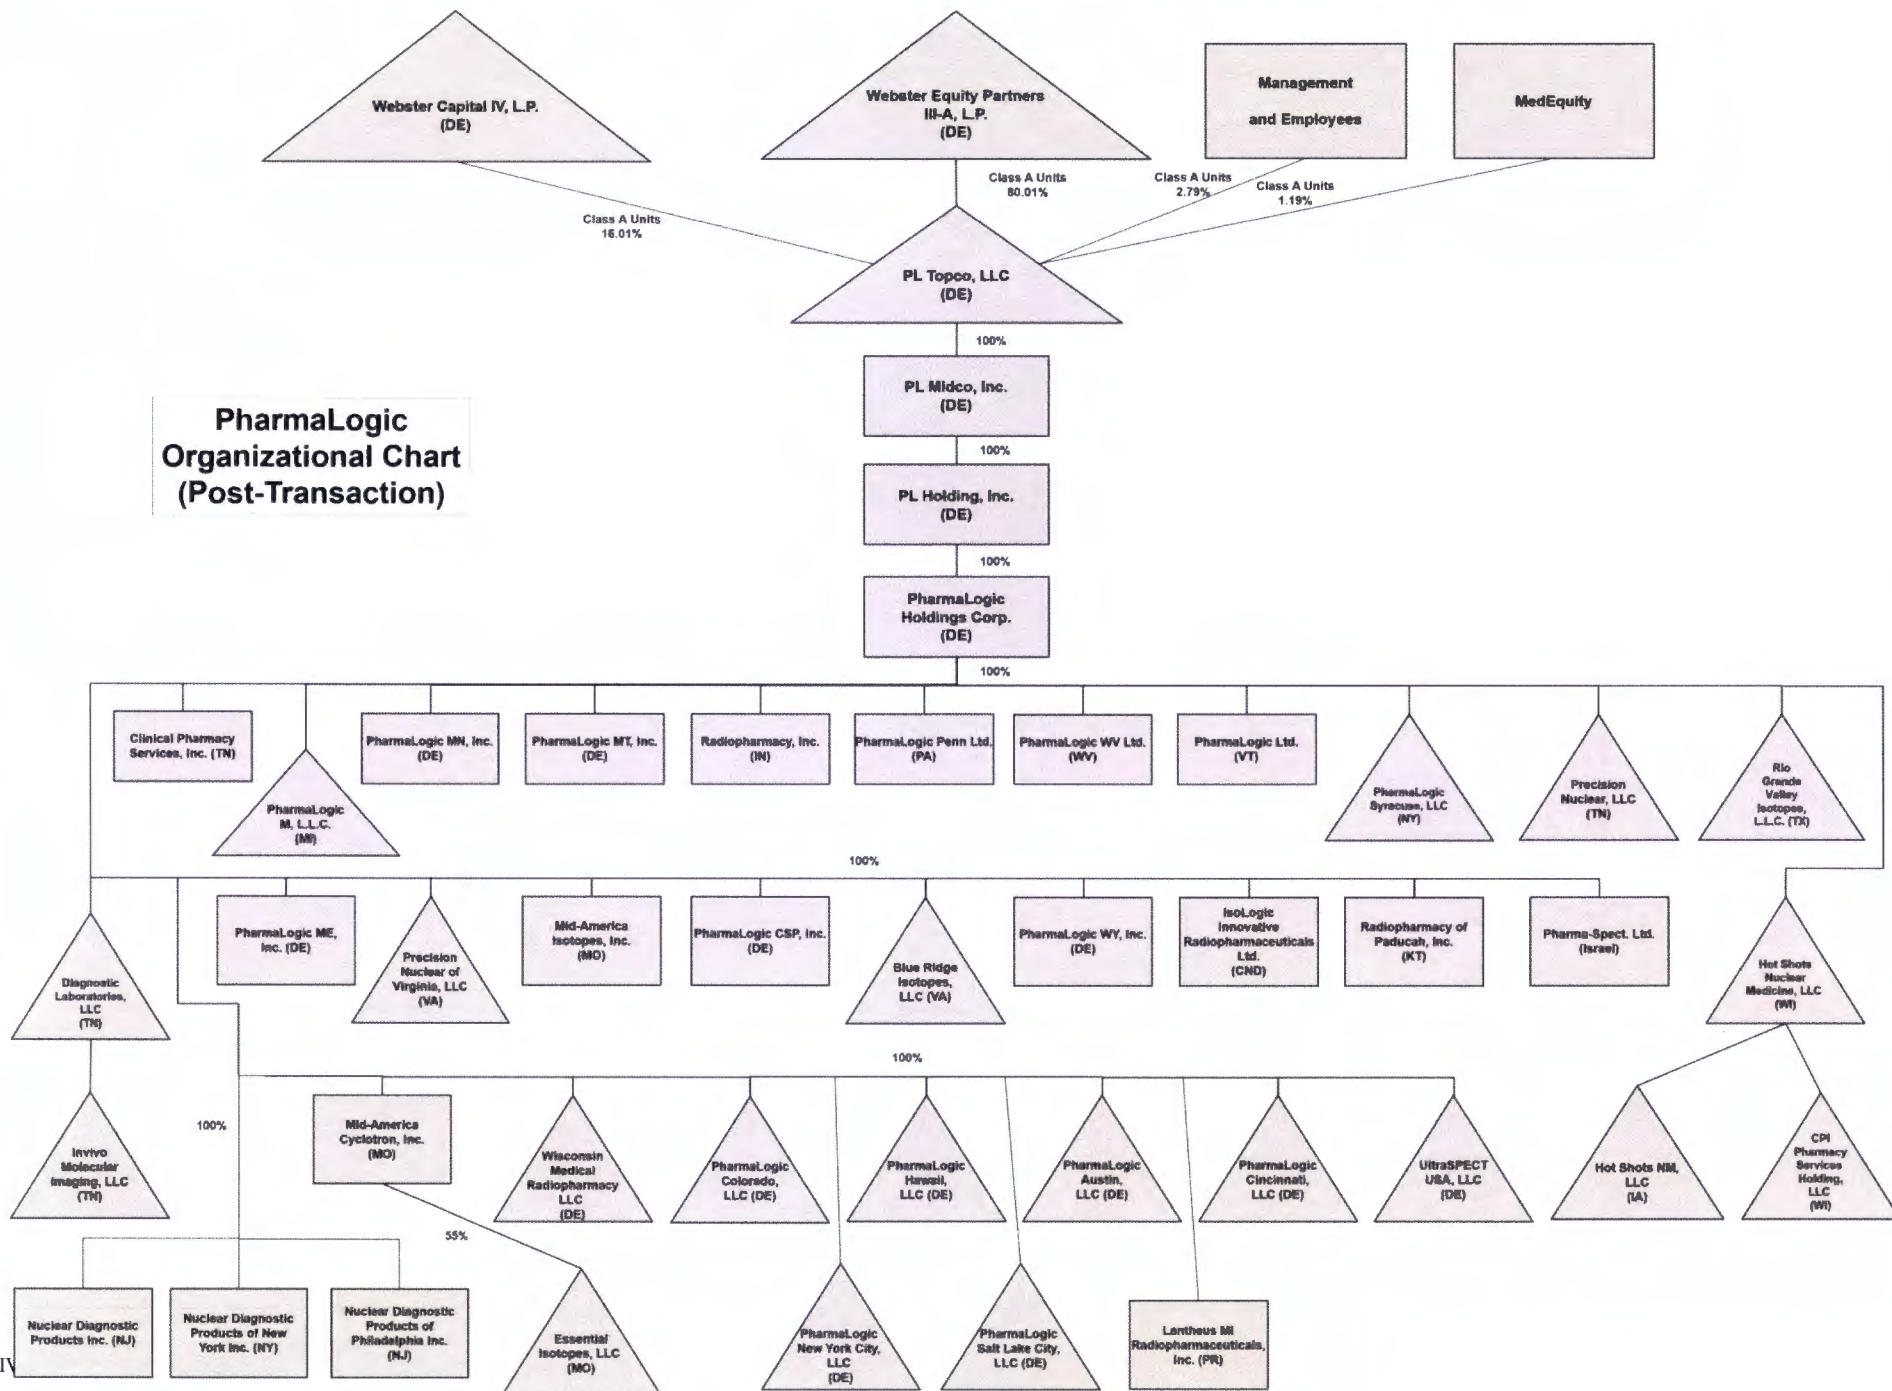 Webster Capital IV, L.P.
(DE)
Webster Equity Partners
III-A, L.P.
(DE)
Management
and Employees
MedEquity
Class A Units
16.01%
Class A Units
80.01%
Class A Units
2.79%
Class A Units
1.19%
PL Topco, LLC
(DE)
100%
PL Midco, Inc.
(DE)
100%
PharmaLogic
Organizational Chart
(Post-Transaction)
PL Holding, Inc.
(DE)
100%
PharmaLogic
Holdings Corp.
(DE)
100%
Clinical Pharmacy
Services, Inc. (TN)
PharmaLogic
M, L.L.C.
(MI)
PharmaLogic MN, Inc.
(DE)
PharmaLogic MT, Inc.
(DE)
Radiopharmacy, Inc.
(IN)
PharmaLogic Penn Ltd.
(PA)
PharmaLogic WV Ltd.
(WV)
PharmaLogic Ltd.
(VT)
PharmaLogic
Syracuse, LLC
(NY)
Precision
Nuclear, LLC
(TN)
Rio
Grande
Valley
Isotopes,
L.L.C. (TX)
100%
Diagnostic
Laboratories,
LLC
(TN)
PharmaLogic ME,
Inc. (DE)
Precision
Nuclear of
Virginia, LLC
(VA)
Mid-America
Isotopes, Inc.
(MO)
PharmaLogic CSP, Inc.
(DE)
Blue Ridge
Isotopes,
LLC (VA)
PharmaLogic WY, Inc.
(DE)
IsoLogic
Innovative
Radiopharmaceuticals
Ltd.
(CND)
Radiopharmacy of
Paducah, Inc.
(KT)
Pharma-Spect. Ltd.
(Israel)
Hot Shots
Nuclear
Medicine, LLC
(WI)
100%
100%
Invivo
Molecular
Imaging, LLC
(TN)
Mid-America
Cyclotron, Inc.
(MO)
Wisconsin
Medical
Radiopharmacy
LLC
(DE)
PharmaLogic
Colorado,
LLC (DE)
PharmaLogic
Hawaii,
LLC (DE)
PharmaLogic
Austin,
LLC (DE)
PharmaLogic
Cincinnati,
LLC (DE)
UltraSPECT
USA, LLC
(DE)
Hot Shots NM,
LLC
(IA)
CPI
Pharmacy
Services
Holding,
LLC
(WI)
55%
Nuclear Diagnostic
Products Inc. (NJ)
Nuclear Diagnostic
Products of New
York Inc. (NY)
Nuclear Diagnostic
Products of
Philadelphia Inc.
(NJ)
Essential
Isotopes, LLC
(MO)
PharmaLogic
New York City,
LLC
(DE)
PharmaLogic
Salt Lake City,
LLC (DE)
Lantheus MI
Radiopharmaceuticals,
Inc. (PR)